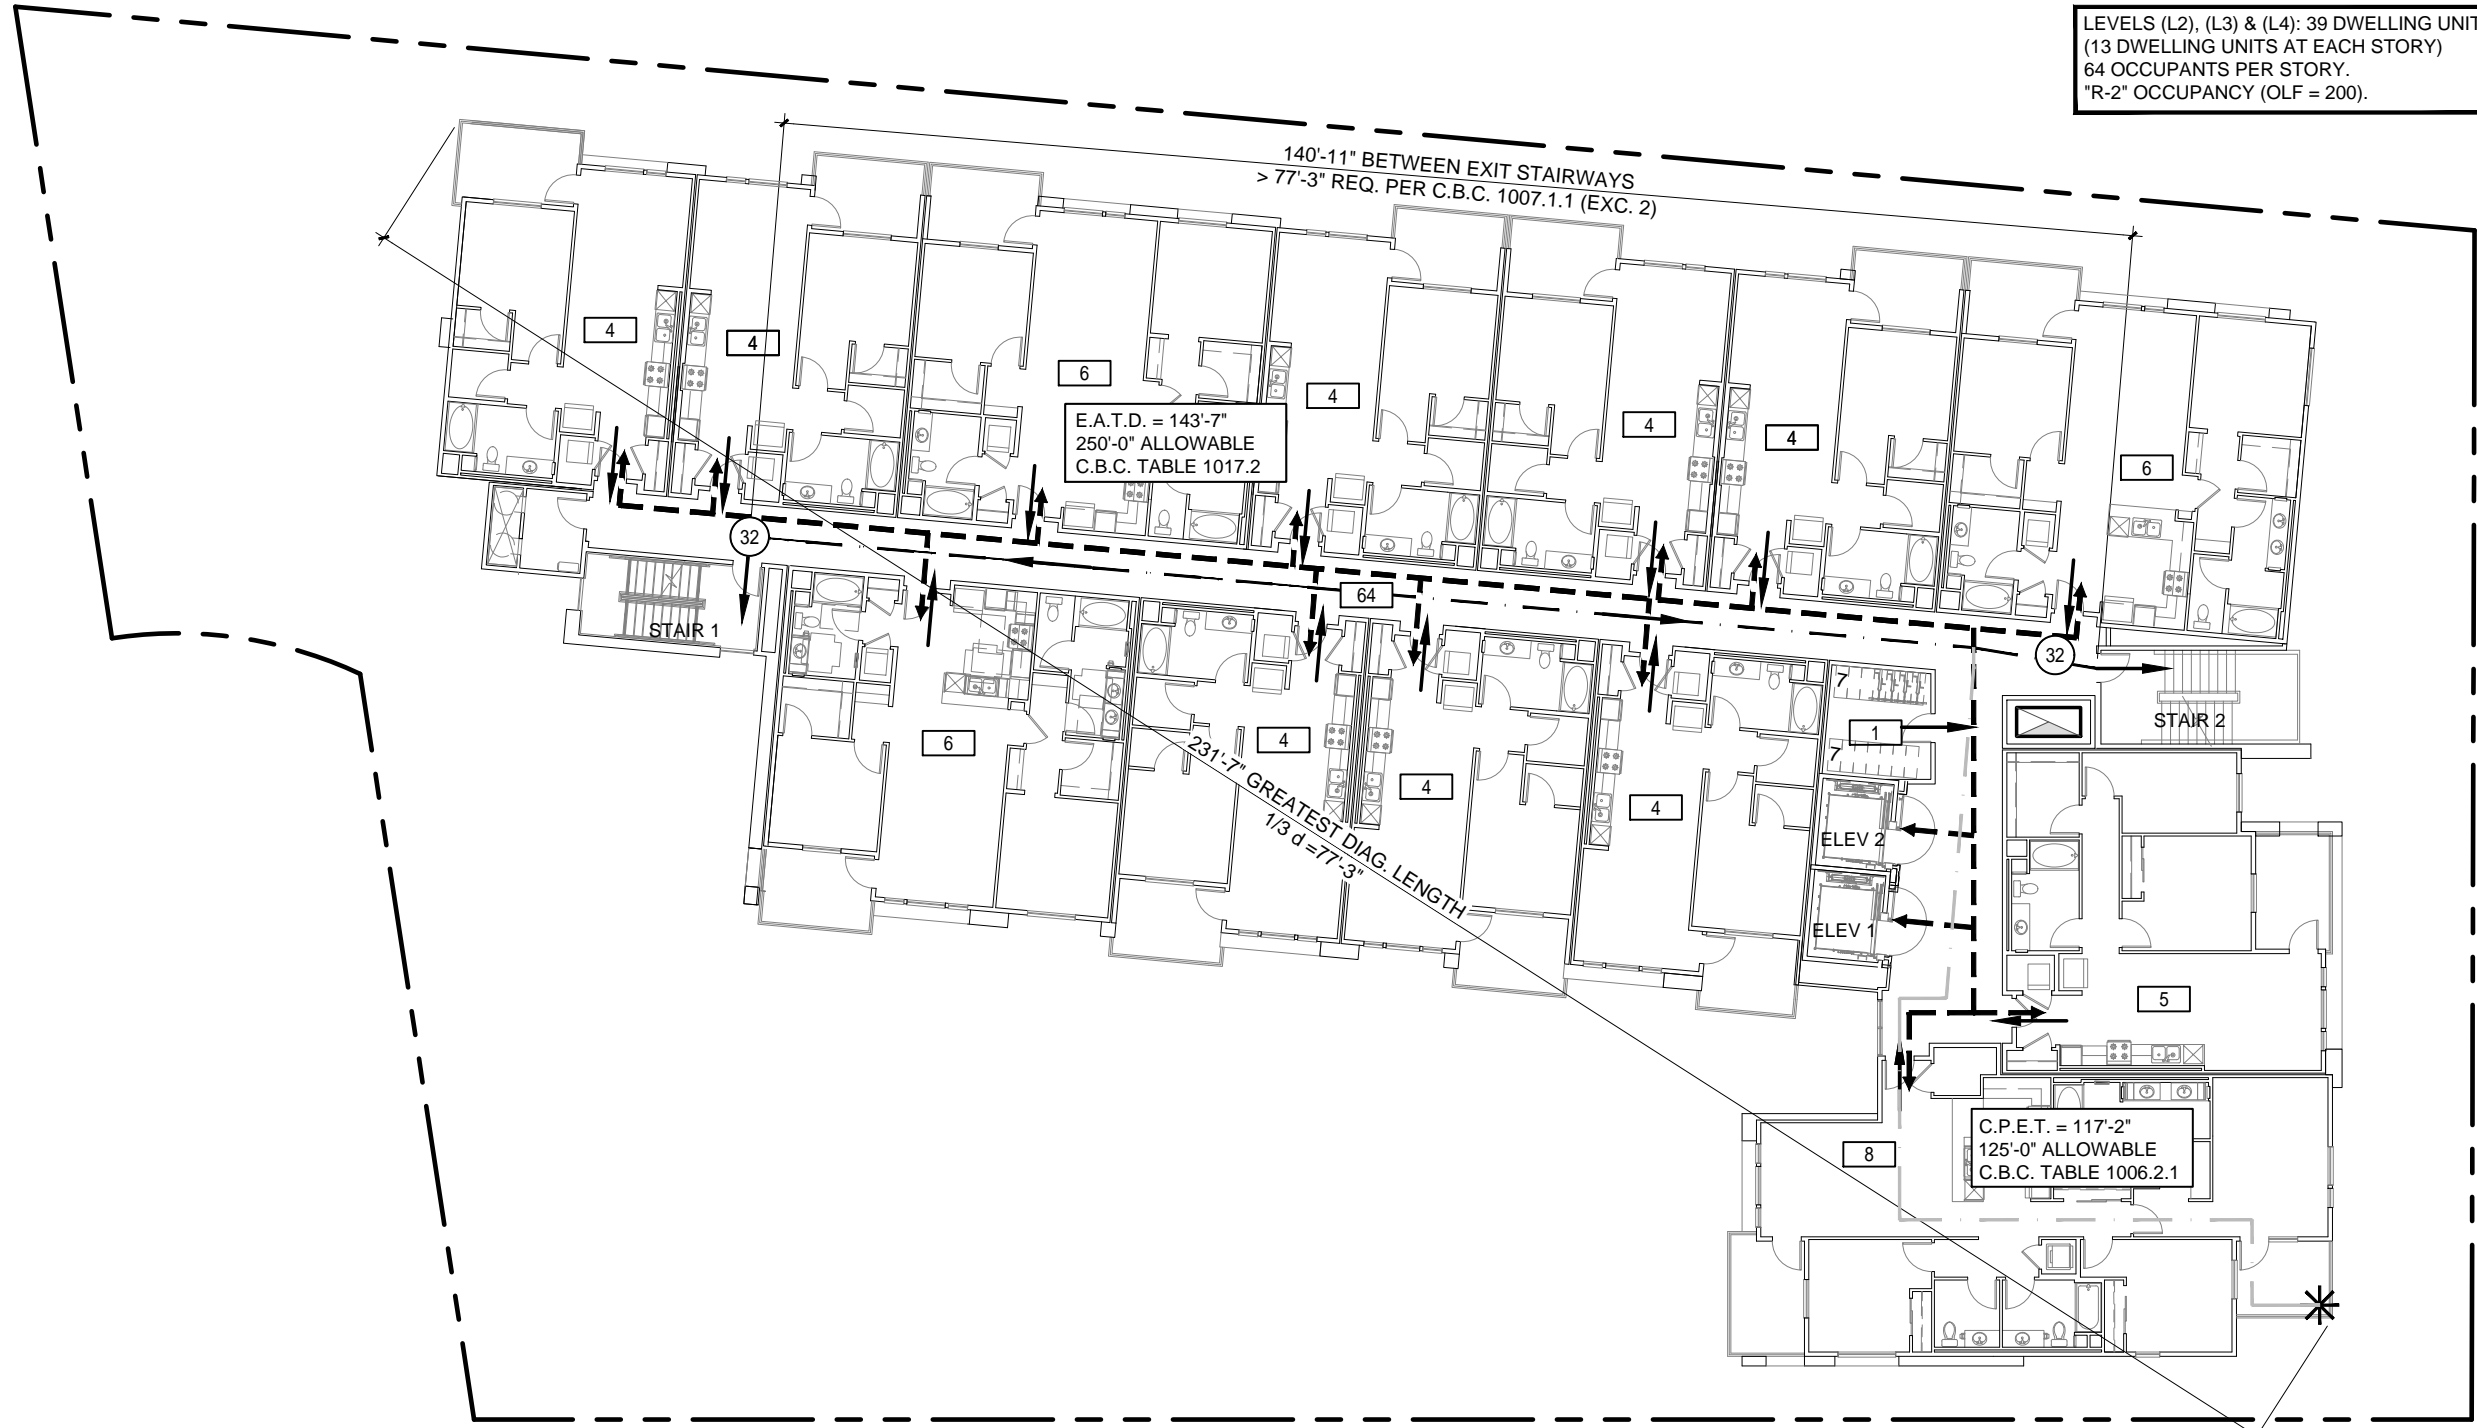 LEVELS (L2), (L3) & (L4): 39 DWELLING UNIT
(13 DWELLING UNITS AT EACH STORY)
64 OCCUPANTS PER STORY.
"R-2" OCCUPANCY (OLF = 200).
140'-11" BETWEEN EXIT STAIRWAYS
> 77'-3" REQ. PER C.B.C. 1007.1.1 (EXC. 2)
4
4
6
4
4
4
6
E.A.T.D. = 143'-7"
250'-0" ALLOWABLE
C.B.C. TABLE 1017.2
32
64
32
STAIR 1
STAIR 2
7
1
7
6
4
4
4
231'-7" GREATEST DIAG. LENGTH
1/3 d =77'-3"
ELEV 2
ELEV 1
5
8
C.P.E.T. = 117'-2"
125'-0" ALLOWABLE
C.B.C. TABLE 1006.2.1